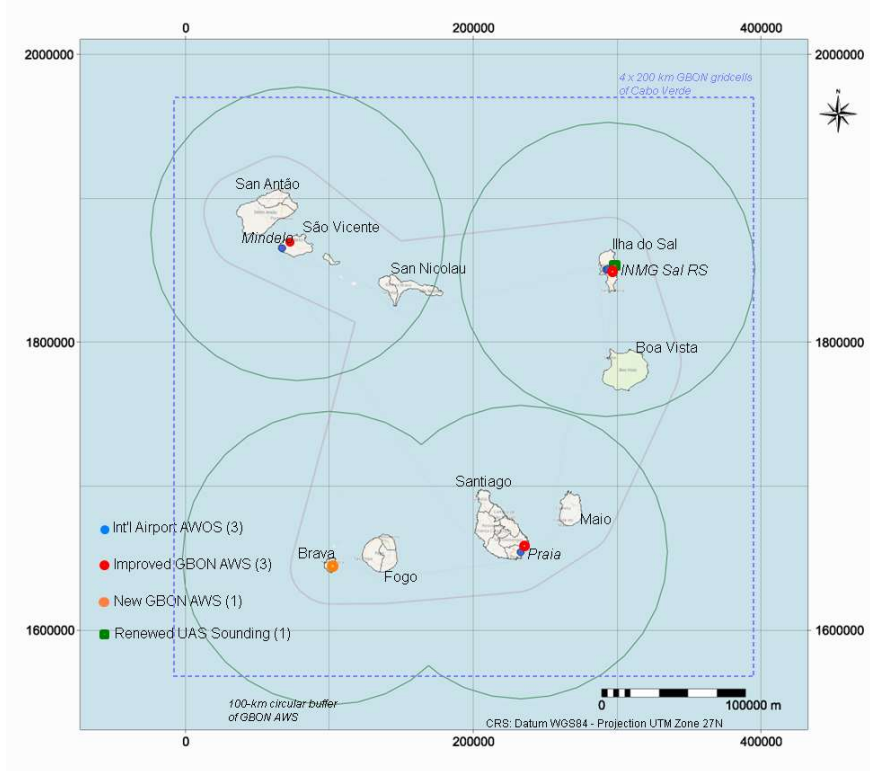 0 200000 400000
2000000 2000000
4 x 200 km GBON gridcells
of Cabo Verde
N
San Antão
São Vicente
Mindelo
San Nicolau
Ilha do Sal
INMG Sal RS
1800000 1800000
Boa Vista
Santiago
Maio
Int'l Airport AWOS (3)
Praia
Brava
Improved GBON AWS (3)
Fogo
New GBON AWS (1)
1600000 1600000
Renewed UAS Sounding (1)
100-km circular buffer
of GBON AWS
0 100000 m
CRS: Datum WGS84 - Projection UTM Zone 27N
0 200000 400000